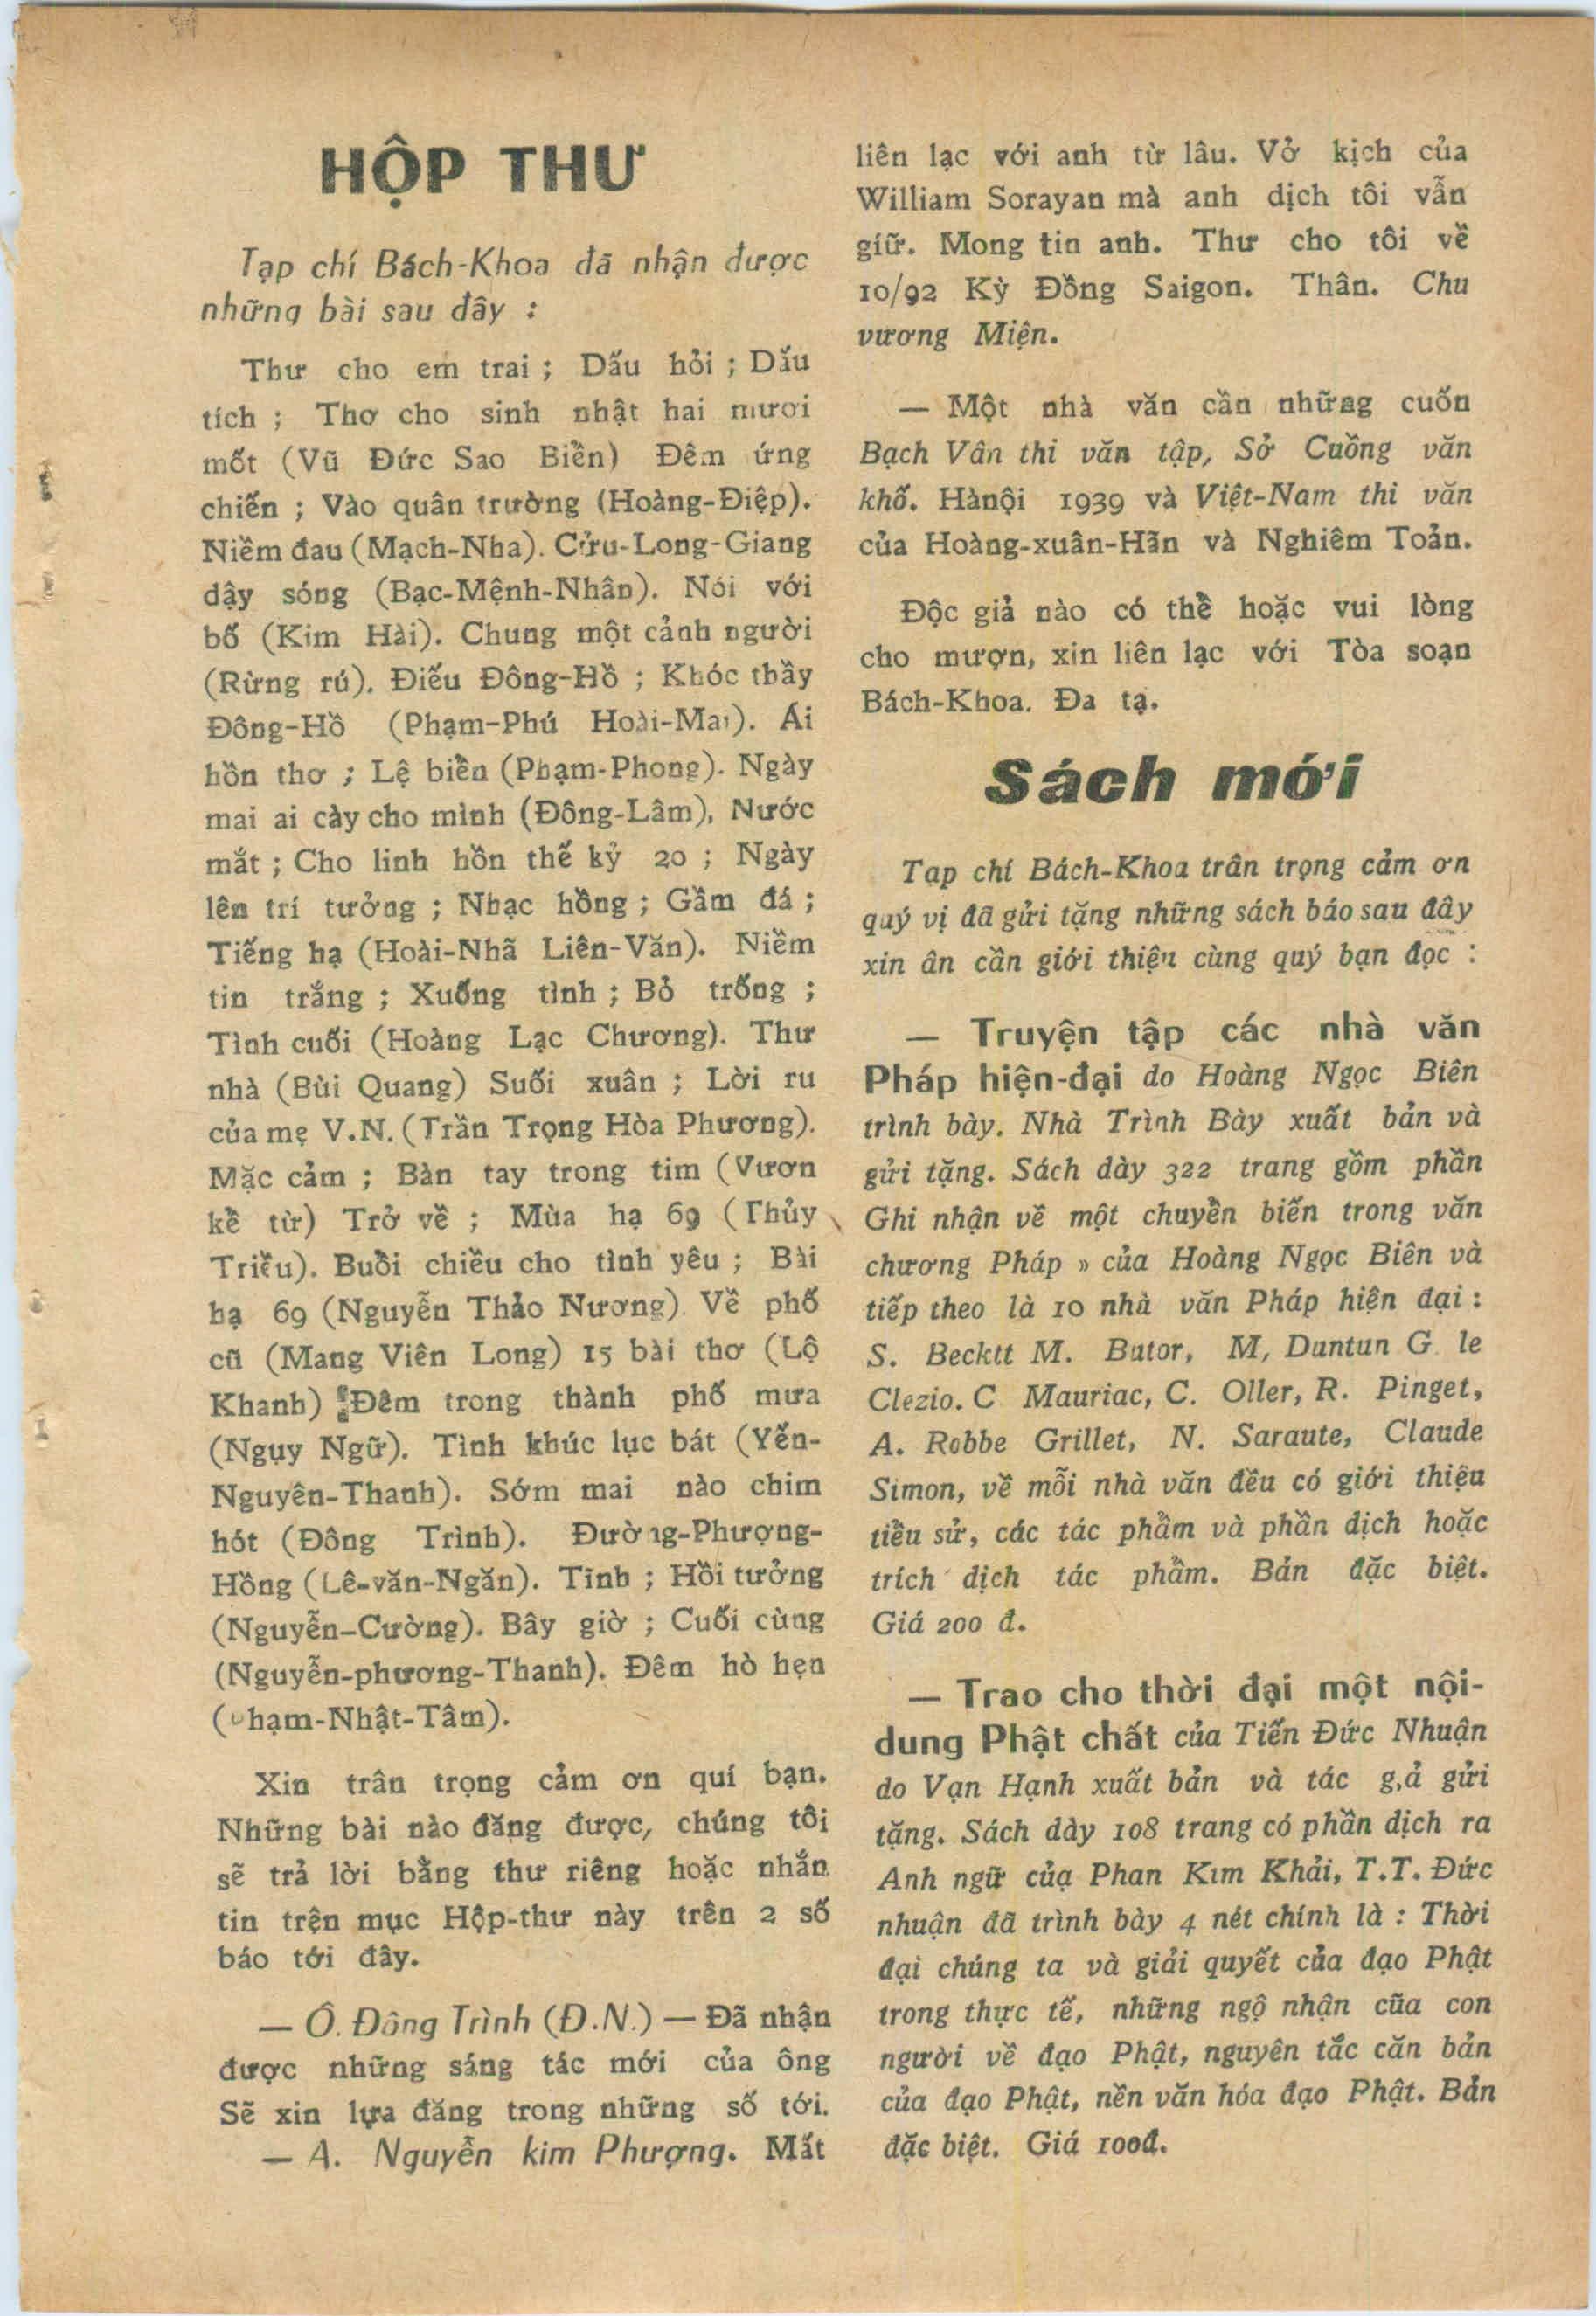 HỘP THƯ
Tạp chí Bách-Khoa đã nhận được
những bài sau đây :
Thư cho em trai ; Dấu hỏi ; Dấu
tích ; Thơ cho sinh nhật hai mươi
mốt (Vũ Đức Sao Biển) Đêm ứng
chiến ; Vào quân trường (Hoàng-Điệp).
Niềm đau (Mạch-Nha). Cửu-Long-Giang
dậy sóng (Bạc-Mệnh-Nhân). Nói với
bố (Kim Hài). Chung một cảnh người
(Rừng rú). Điếu Đông-Hồ ; Khóc thầy
Đông-Hồ (Phạm-Phú Hoài-Mai). Ái
hồn thơ ; Lệ biển (Phạm-Phong). Ngày
mai ai cày cho mình (Đông-Lâm), Nước
mắt ; Cho linh hồn thế kỷ 20 ; Ngày
lên trí tưởng ; Nhạc hồng ; Gầm đá ;
Tiếng hạ (Hoài-Nhã Liên-Văn). Niềm
tin trắng ; Xuống tình ; Bỏ trống ;
Tình cuối (Hoàng Lạc Chương). Thư
nhà (Bùi Quang) Suối xuân ; Lời ru
của mẹ V.N. (Trần Trọng Hòa Phương).
Mặc cảm ; Bàn tay trong tim (Vươn
kề từ) Trở về ; Mùa hạ 69 (Thủy
Triều). Buổi chiều cho tình yêu ; Bài
hạ 69 (Nguyễn Thảo Nương). Về phố
cũ (Mang Viên Long) 15 bài thơ (Lộ
Khanh) Đêm trong thành phố mưa
(Ngụy Ngữ). Tình khúc lục bát (Yến-
Nguyên-Thanh). Sớm mai nào chim
hót (Đông Trình). Đường-Phượng-
Hồng (Lê-văn-Ngăn). Tĩnh ; Hồi tưởng
(Nguyễn-Cường). Bây giờ ; Cuối cùng
(Nguyễn-phương-Thanh). Đêm hò hẹn
(Phạm-Nhật-Tâm).
Xin trân trọng cảm ơn quí bạn.
Những bài nào đăng được, chúng tôi
sẽ trả lời bằng thư riêng hoặc nhắn
tin trện mục Hộp-thư này trên 2 số
báo tới đây.
— Ô. Đông Trình (Đ.N.) — Đã nhận
được những sáng tác mới của ông
Sẽ xin lựa đăng trong những số tới.
— A. Nguyễn kim Phượng. Mất
liên lạc với anh từ lâu. Vở kịch của
William Sorayan mà anh dịch tôi vẫn
giữ. Mong tin anh. Thư cho tôi về
10/92 Kỳ Đồng Saigon. Thân. Chu
vương Miện.
— Một nhà văn cần những cuốn
Bạch Vân thi văn tập, Sở Cuồng văn
khố. Hànội 1939 và Việt-Nam thi văn
của Hoàng-xuân-Hãn và Nghiêm Toản.
Độc giả nào có thể hoặc vui lòng
cho mượn, xin liên lạc với Tòa soạn
Bách-Khoa. Đa tạ.
Sách mới
Tạp chí Bách-Khoa trân trọng cảm ơn
quý vị đã gửi tặng những sách báo sau đây
xin ân cần giới thiệu cùng quý bạn đọc :
— Truyện tập các nhà văn
Pháp hiện-đại do Hoàng Ngọc Biên
trình bày. Nhà Trình Bày xuất bản và
gửi tặng. Sách dày 322 trang gồm phần
Ghi nhận về một chuyển biến trong văn
chương Pháp » của Hoàng Ngọc Biên và
tiếp theo là 10 nhà văn Pháp hiện đại :
S. Becktt M. Butor, M, Duntun G. le
Clezio. C Mauriac, C. Oller, R. Pinget,
A. Robbe Grillet, N. Saraute, Claude
Simon, về mỗi nhà văn đều có giới thiệu
tiểu sử, các tác phẩm và phần dịch hoặc
trích dịch tác phẩm. Bản đặc biệt.
Giá 200 đ.
— Trao cho thời đại một nội-
dung Phật chất của Tiến Đức Nhuận
do Vạn Hạnh xuất bản và tác g,ả gửi
tặng. Sách dày 108 trang có phần dịch ra
Anh ngữ củạ Phan Kim Khải, T.T. Đức
nhuận đã trình bày 4 nét chính là : Thời
đại chúng ta và giải quyết của đạo Phật
trong thực tế, những ngộ nhận cũa con
người về đạo Phật, nguyên tắc căn bản
của đạo Phật, nền văn hóa đạo Phật. Bản
đặc biệt. Giá 100đ.